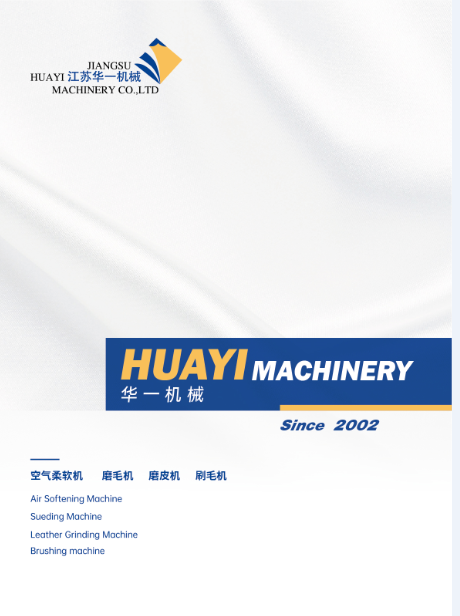 JIANGSU
HUAYI 江苏华一机械
MACHINERY CO.,LTD
HUAYI MACHINERY
华一机械
Since 2002
空气柔软机 磨毛机 磨皮机 刷毛机
Air Softening Machine
Sueding Machine
Leather Grinding Machine
Brushing machine